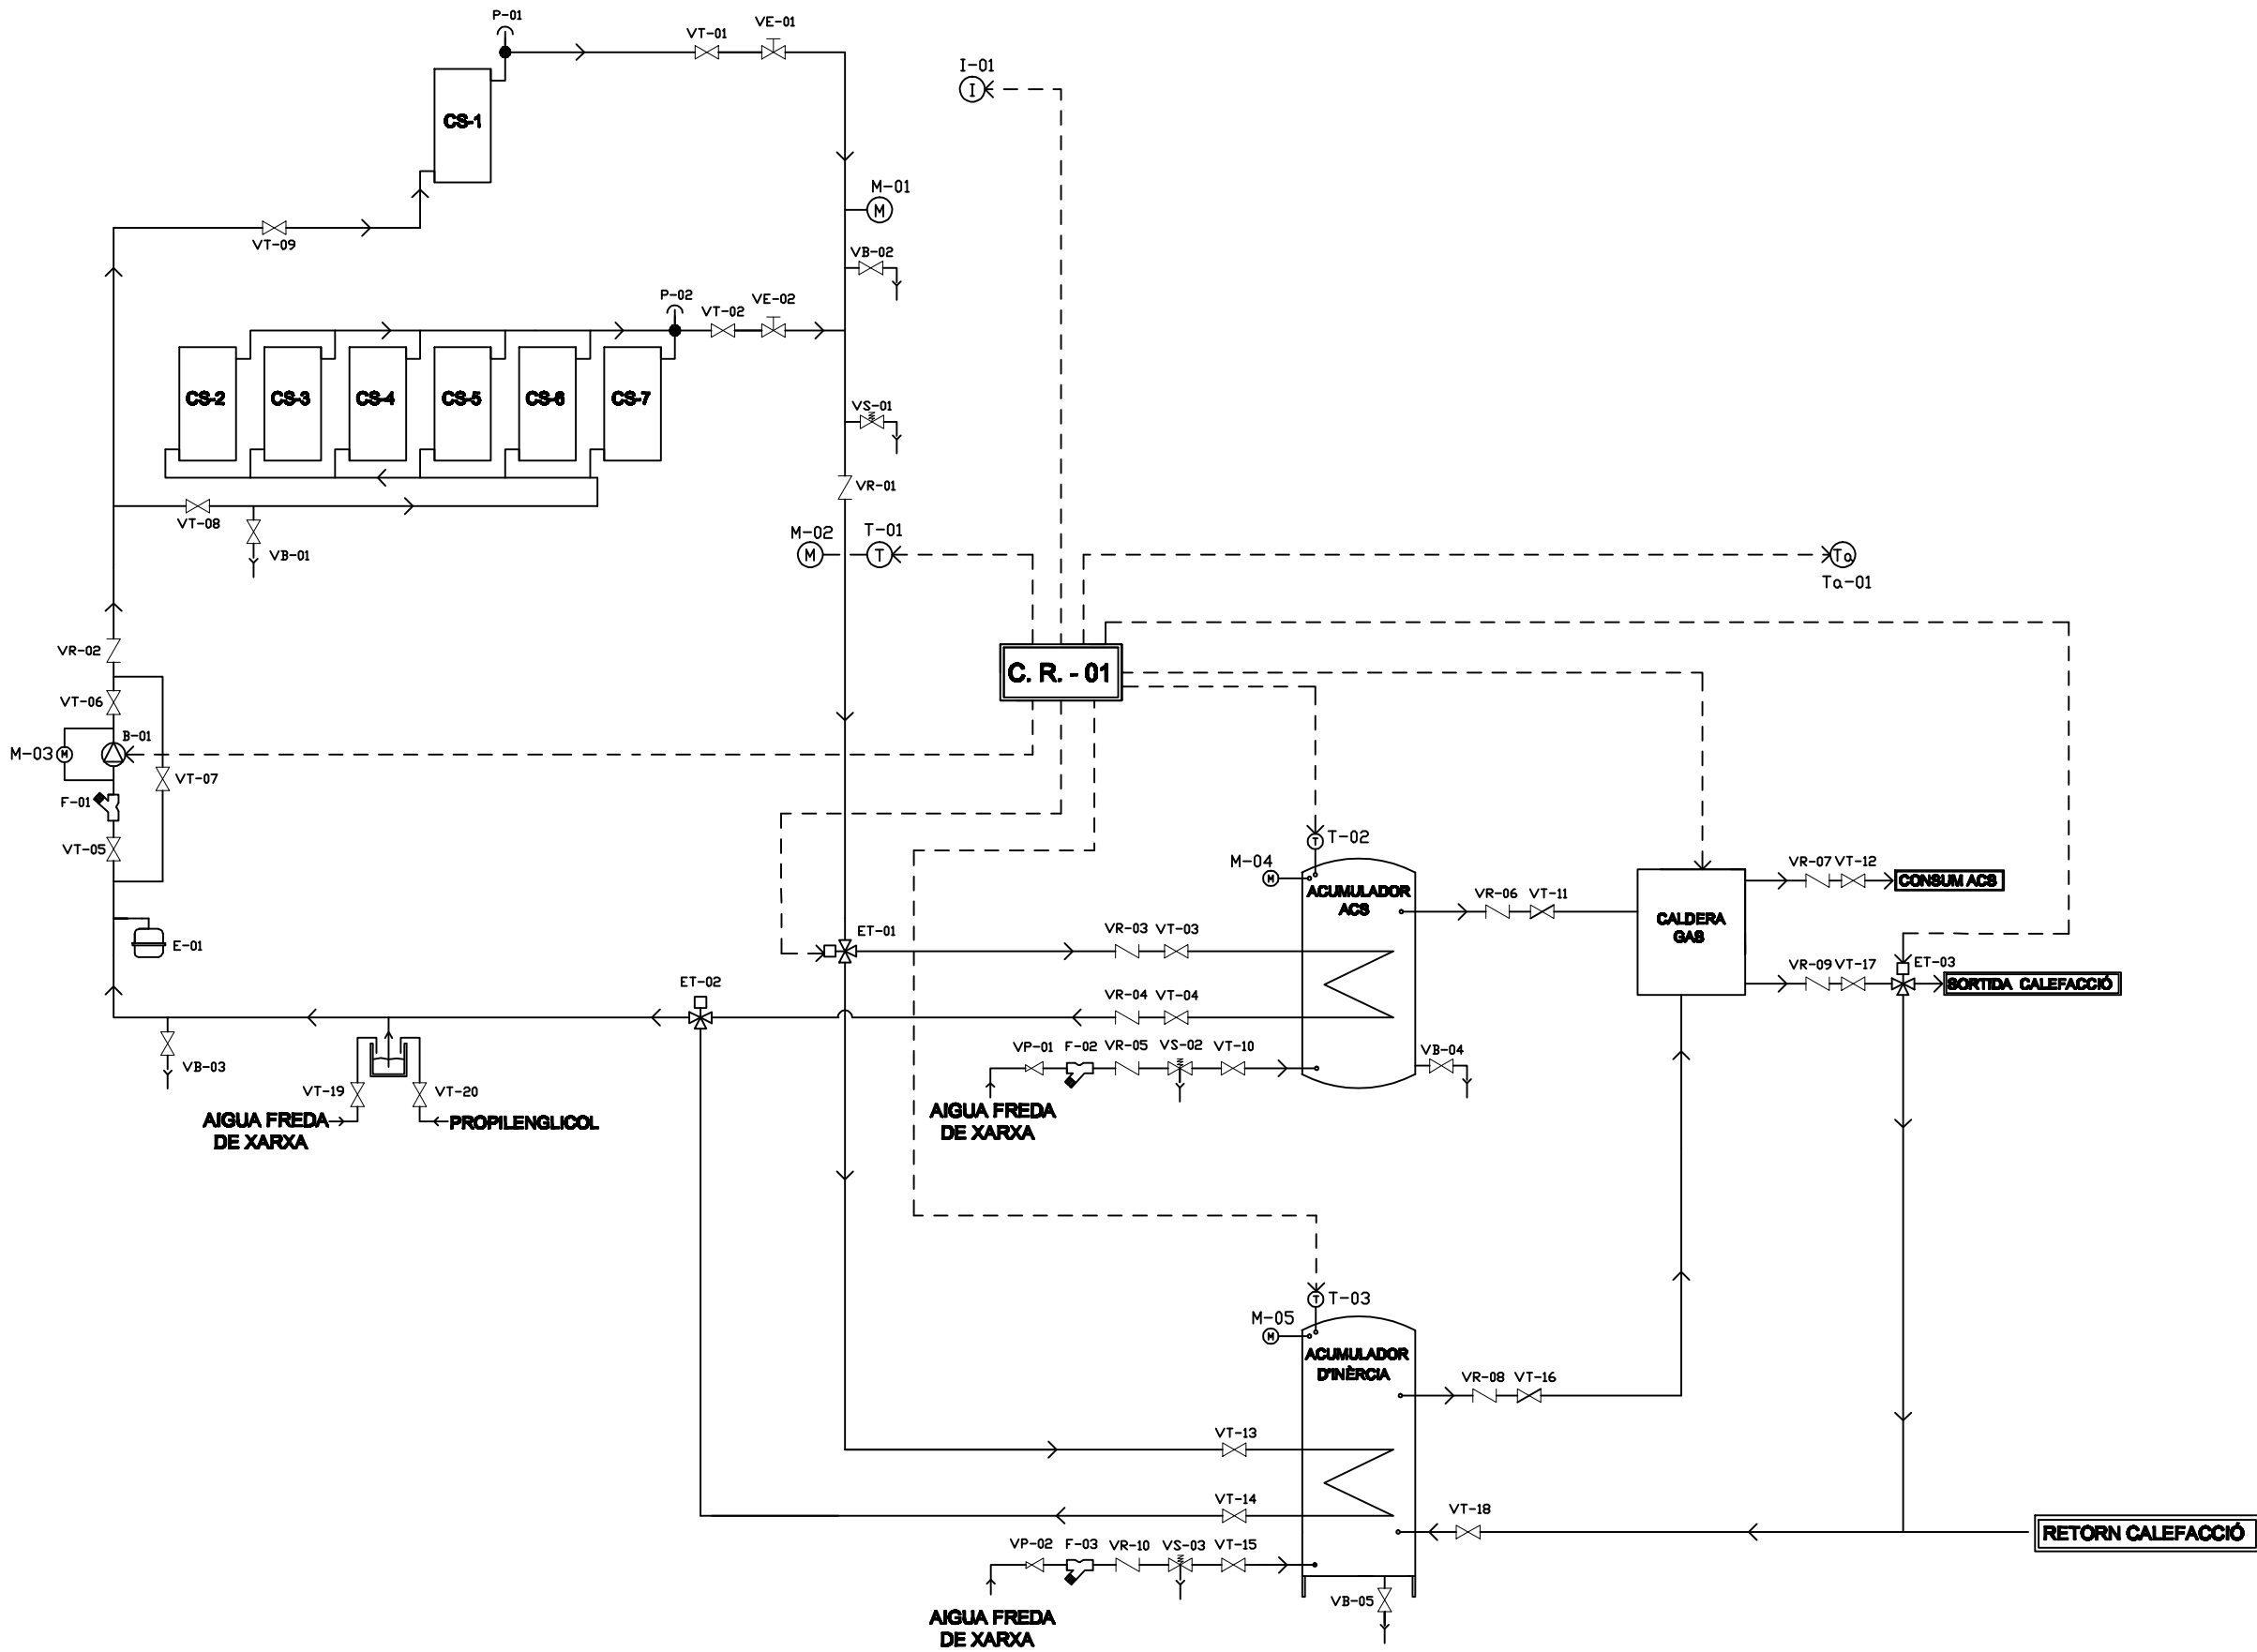 P-01
VE-01
VT-01
I-01
I
CS-1
M-01
M
VT-09
VB-02
P-02
VT-02
VE-02
CS-2
CS-3
CS-4
CS-5
CS-6
CS-7
VS-01
VR-01
VT-08
VB-01
M-02
T-01
M
T
Ta
Ta-01
VR-02
C. R. - 01
VT-06
B-01
M-03
M
VT-07
F-01
VT-05
T-02
T
M-04
M
ACUMULADOR
ACS
VR-06
VT-11
CALDERA
GAS
VR-07
VT-12
CONSUM ACS
E-01
ET-01
VR-03
VT-03
ET-02
VR-04
VT-04
VR-09
VT-17
ET-03
SORTIDA CALEFACCIÓ
VB-03
VT-19
VT-20
VP-01
F-02
VR-05
VS-02
VT-10
VB-04
AIGUA FREDA
DE XARXA
PROPILENGLICOL
AIGUA FREDA
DE XARXA
T-03
T
M-05
M
ACUMULADOR
D'INÈRCIA
VR-08
VT-16
VT-13
VT-14
VT-18
RETORN CALEFACCIÓ
VP-02
F-03
VR-10
VS-03
VT-15
VB-05
AIGUA FREDA
DE XARXA